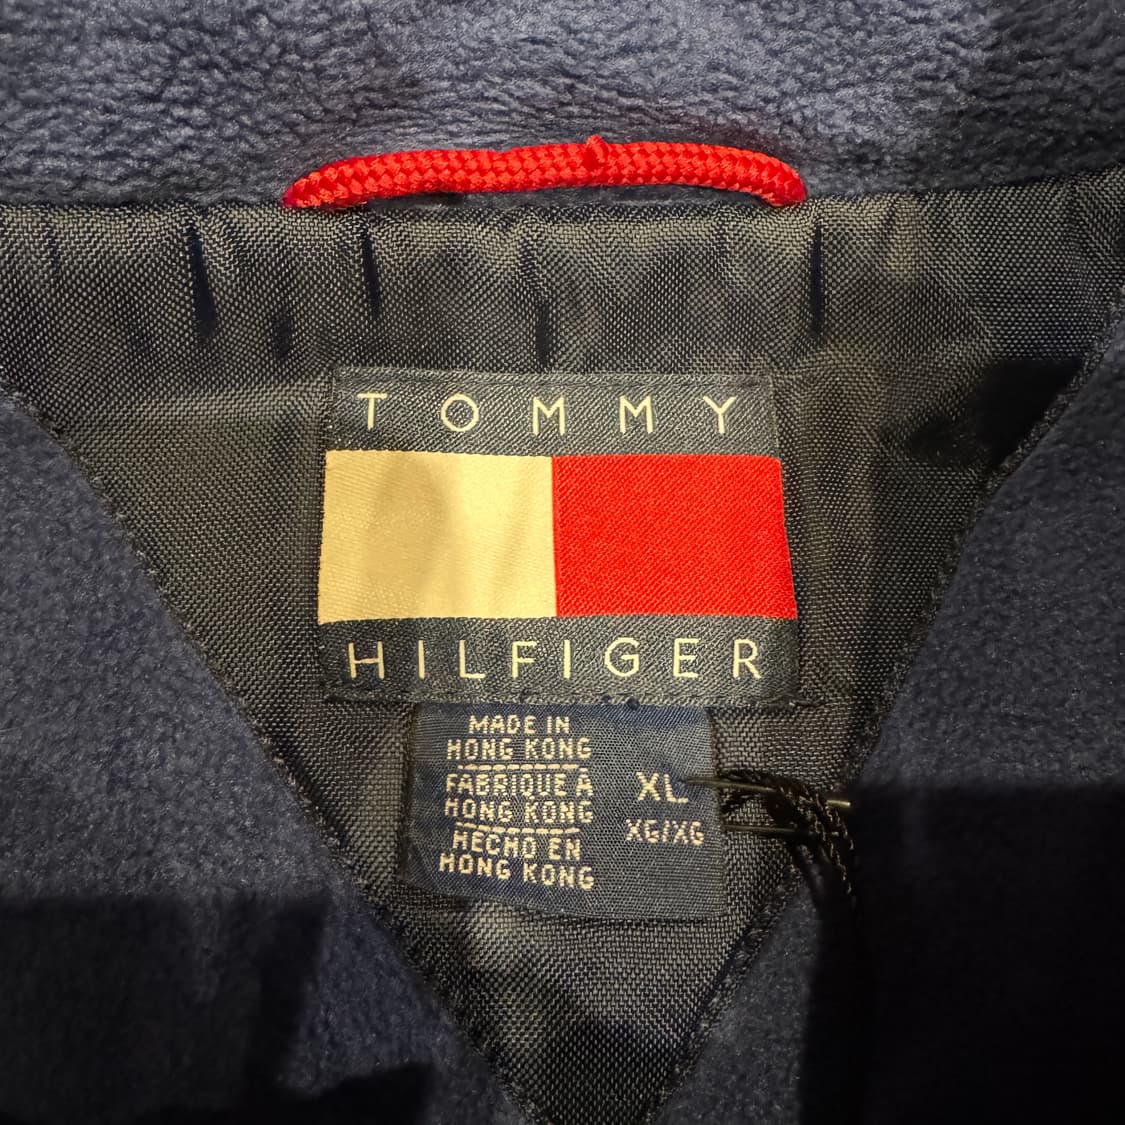 TOMMY
HILFIGER
MADE IN
HONG KONG
FABRIQUE À
HONG KONG
HECHO EN
HONG KONG
XL
XG/XG